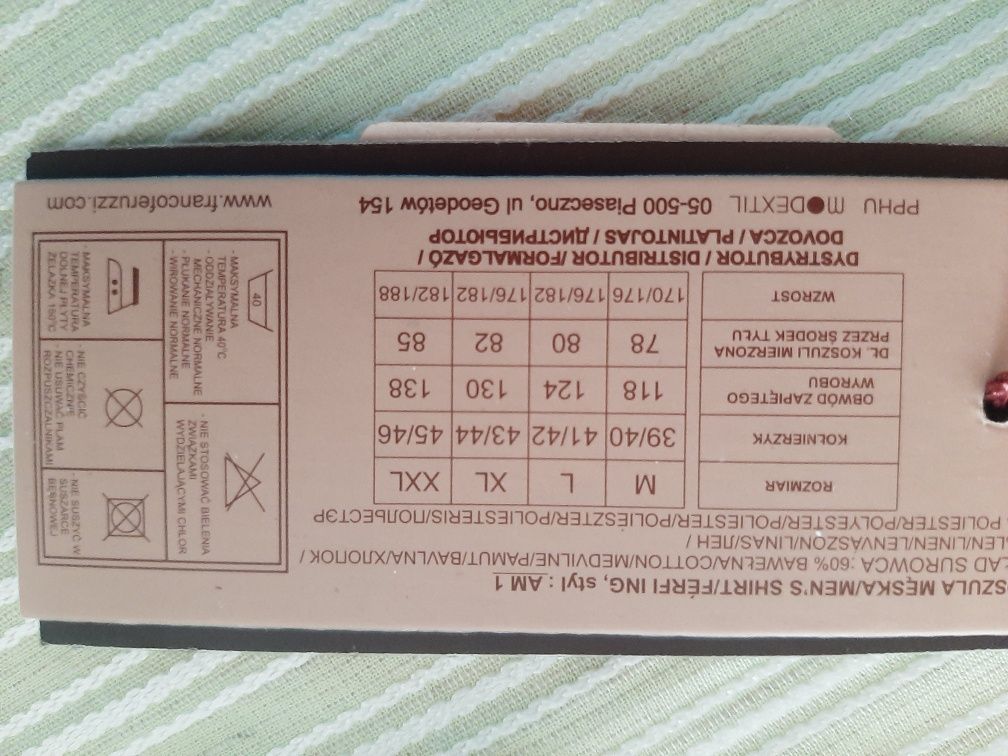 SZULA MĘSKA/MEN'S SHIRT/FÉRFI ING, styl : AM 1
ŁAD SUROWCA :60% BAWEŁNA/COTTON/MEDVILNE/PAMUT/BAVLNA/ХЛОПОК /
LEN/LINEN/LENVASZON/LINAS/ЛЕН /
POLIESTER/POLYESTER/POLIESTER/POLIÉSZTER/POLIESTERIS/ПОЛЬЕСТЭР
ROZMIAR M L XL XXL
KOŁNIERZYK 39/40 41/42 43/44 45/46
OBWÓD ZAPIĘTEGO
WYROBU 118 124 130 138
DŁ. KOSZULI MIERZONA
PRZEZ ŚRODEK TYŁU 78 80 82 85
WZROST 170/176 176/182 176/182 182/188
DYSTRYBUTOR / DISTRIBUTOR /FORMALGAZÓ /
DOVOZCA / PLATINTOJAS / ДИСТРИБЬЮТОР
PPHU MODEXTIL 05-500 Piaseczno, ul Geodetów 154
www.francoferuzzi.com
- NIE STOSOWAĆ BIELENIA
ZWIĄZKAMI
WYDZIELAJĄCYMI CHLOR
- NIE SUSZYĆ W
SUSZARCE
BĘBNOWEJ
40
- MAKSYMALNA
TEMPERATURA 40°C
- ODDZIAŁYWANIE
MECHANICZNE NORMALNE
- PŁUKANIE NORMALNE
- WIROWANIE NORMALNE
- NIE CZYŚCIĆ
CHEMICZNIE
- NIE USUWAĆ PLAM
ROZPUSZCZALNIKAMI
- MAKSYMALNA
TEMPERATURA
DOLNEJ PŁYTY
ŻELAZKA 150°C